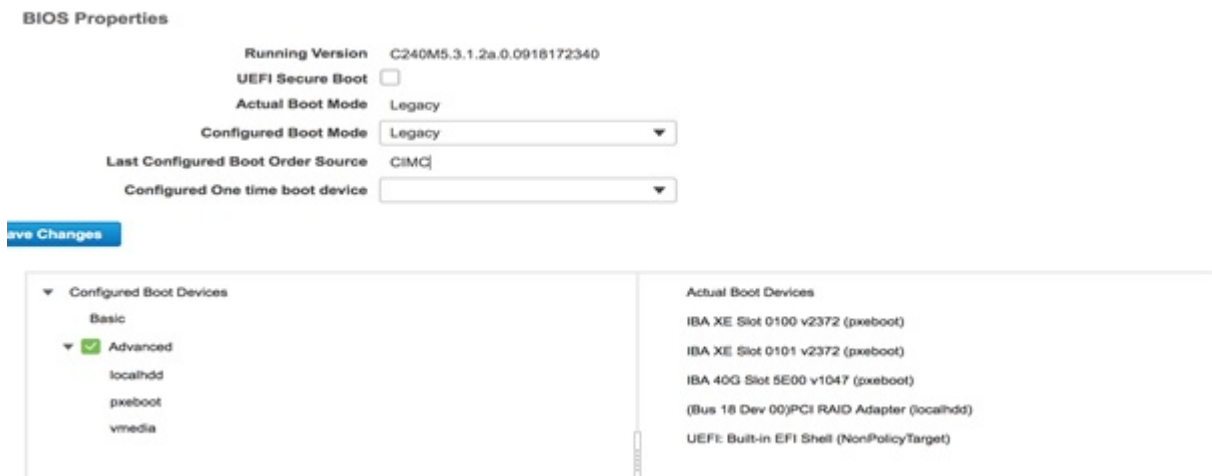 BIOS Properties
Running Version C240M5.3.1.2a.0.0918172340
UEFI Secure Boot
Actual Boot Mode Legacy
Configured Boot Mode Legacy
Last Configured Boot Order Source CIMC
Configured One time boot device
ave Changes
Configured Boot Devices
Basic
Advanced
localhdd
pxeboot
vmedia
Actual Boot Devices
IBA XE Slot 0100 v2372 (pxeboot)
IBA XE Slot 0101 v2372 (pxeboot)
IBA 40G Slot 5E00 v1047 (pxeboot)
(Bus 18 Dev 00)PCI RAID Adapter (localhdd)
UEFI: Built-in EFI Shell (NonPolicyTarget)